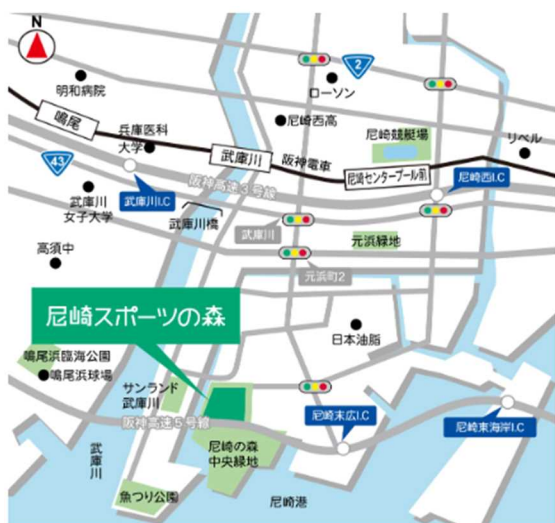 N
2
ローソン
明和病院
鳴尾
兵庫医科
大学
尼崎西高
尼崎競艇場
リベル
43
武庫川
阪神電車
尼崎センタープール前
武庫川I.C
阪神高速3号線
尼崎西I.C
武庫川
女子大学
武庫川橋
武庫川
元浜緑地
高須中
元浜町2
尼崎スポーツの森
日本油脂
鳴尾浜臨海公園
鳴尾浜球場
サンランド
武庫川
阪神高速5号線
尼崎末広I.C
尼崎東海岸I.C
武庫川
尼崎の森
中央緑地
魚つり公園
尼崎港